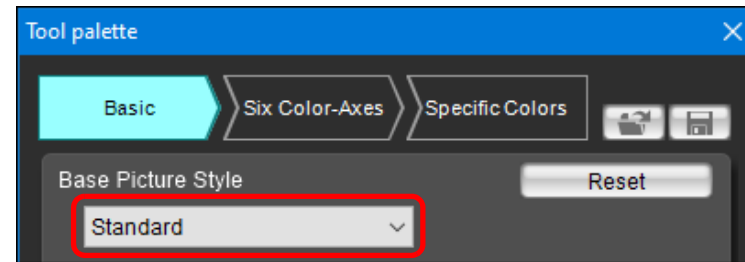 Tool palette
Basic Six Color-Axes Specific Colors
Base Picture Style Reset
Standard